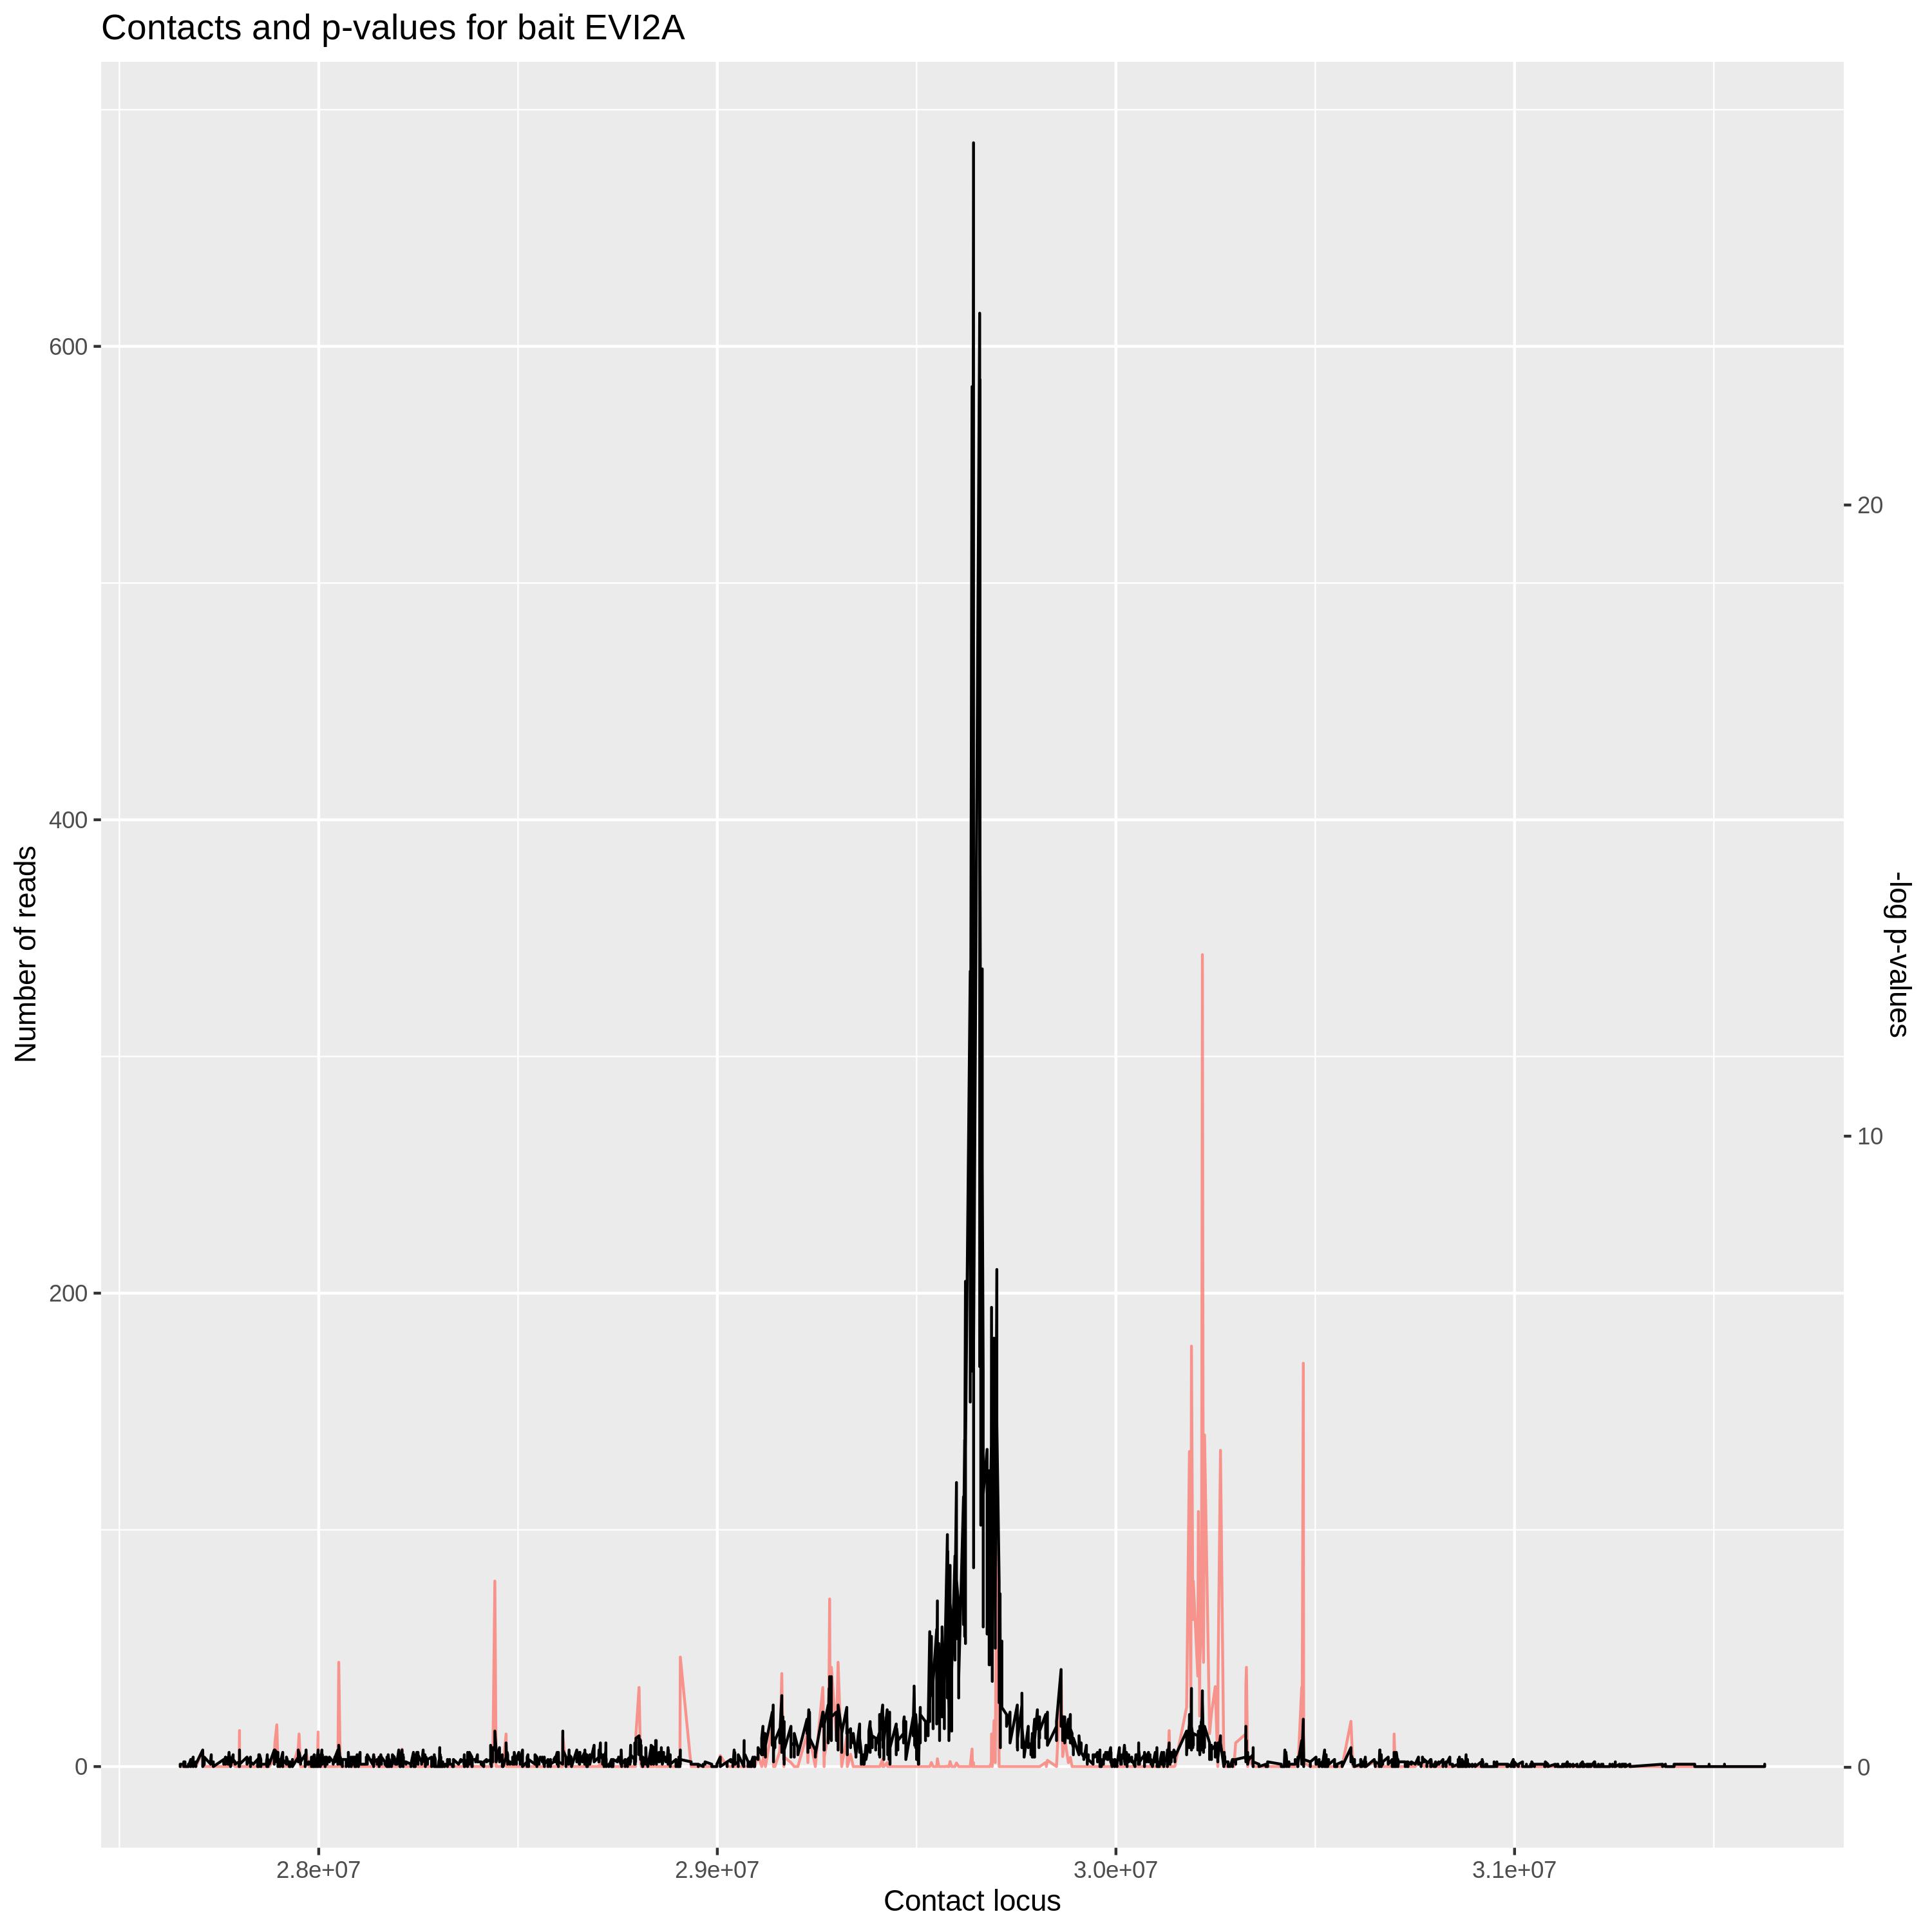 Contacts and p-values for bait EVI2A
600
400
200
0
20
10
0
Number of reads
-log p-values
2.8e+07
2.9e+07
3.0e+07
3.1e+07
Contact locus